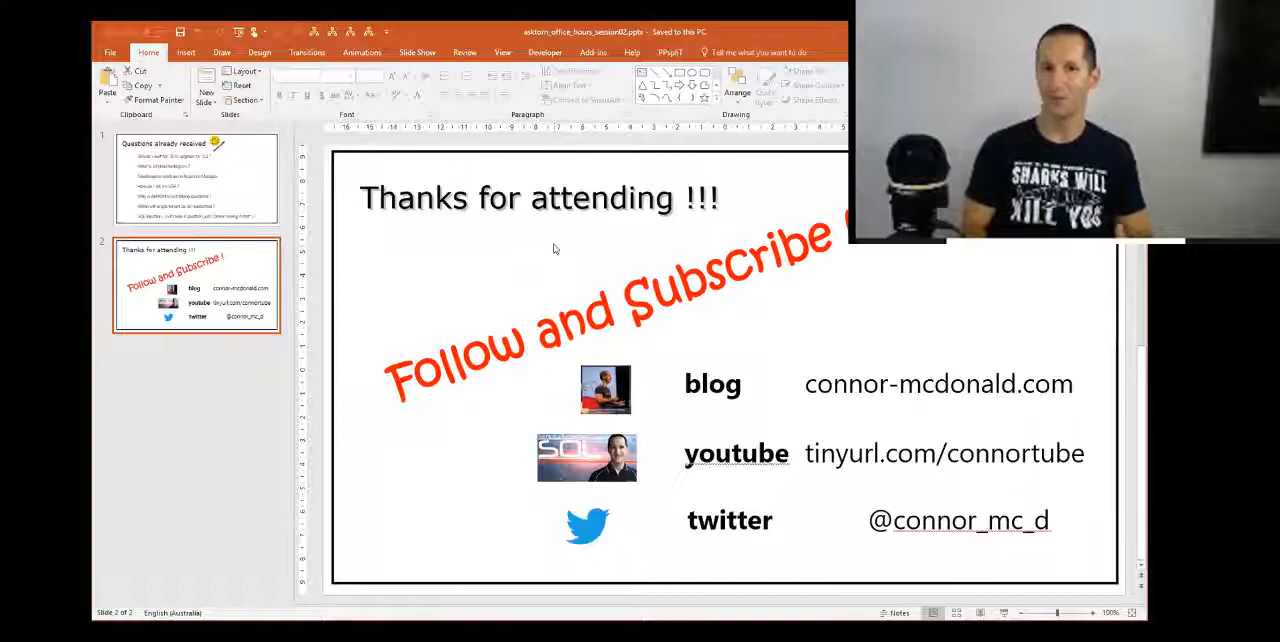 asktom_office_hours_session02.pptx - Saved to this PC
File Home Insert Draw Design Transitions Animations Slide Show Review View Developer Add-ins Help PPspliT Tell me what you want to do
Paste
Cut
Copy
Format Painter
Clipboard
New Slide
Layout
Reset
Section
Slides
Font
Paragraph
Arrange
Drawing
1
Questions already received
2
Thanks for attending !!!
Follow and Subscribe !
blog connor-mcdonald.com
youtube tinyurl.com/connortube
twitter @connor_mc_d
Thanks for attending !!!
Follow and Subscribe
blog connor-mcdonald.com
youtube tinyurl.com/connortube
twitter @connor_mc_d
SHARKS WILL
KILL YOU
Slide 2 of 2 English (Australia) Notes 100%